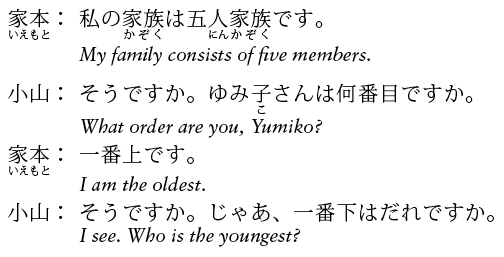 家本： 私の家族は五人家族です。
いえもと かぞく にんかぞく
My family consists of five members.
小山： そうですか。ゆみ子さんは何番目ですか。
こ
What order are you, Yumiko?
家本： 一番上です。
いえもと
I am the oldest.
小山： そうですか。じゃあ、一番下はだれですか。
I see. Who is the youngest?